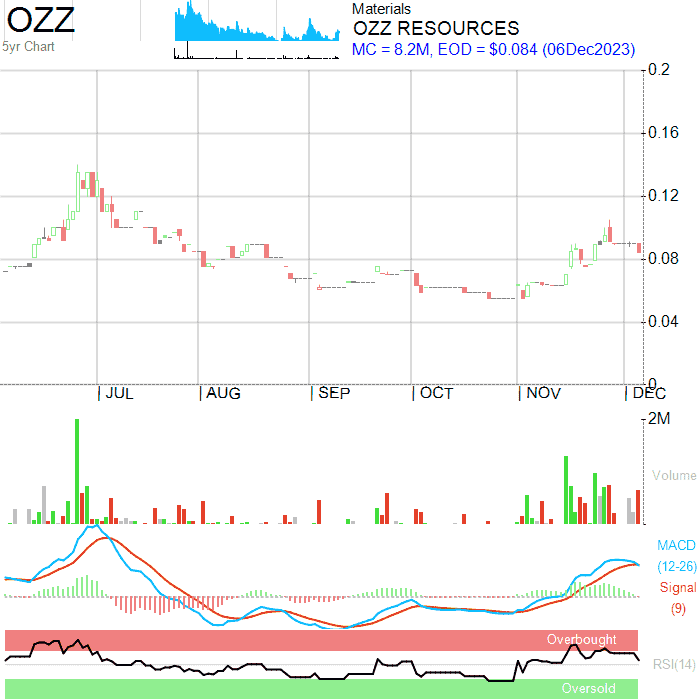 OZZ
5yr Chart
Materials
OZZ RESOURCES
MC = 8.2M, EOD = $0.084 (06Dec2023)
0.2
0.16
0.12
0.08
0.04
0
JUL
AUG
SEP
OCT
NOV
DEC
2M
Volume
MACD
(12-26)
Signal
(9)
Overbought
RSI(14)
Oversold